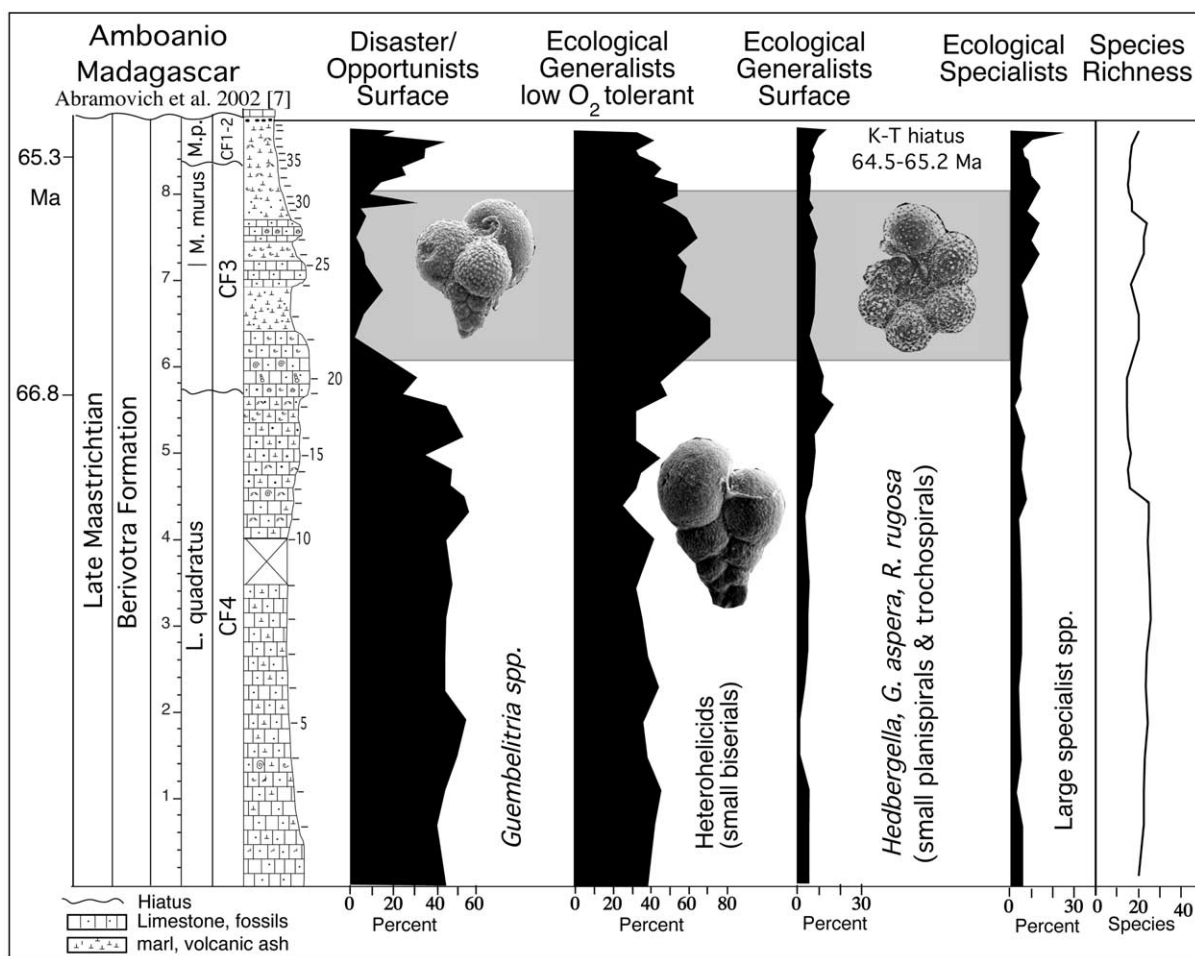 Amboanio
Madagascar
Abramovich et al. 2002 [7]
Disaster/
Opportunists
Surface
Ecological
Generalists
low O2 tolerant
Ecological
Generalists
Surface
Ecological
Specialists
Species
Richness
65.3
Ma
66.8
Late Maastrichtian
Berivotra Formation
8
7
6
5
4
3
2
1
M.p.
M. murus
L. quadratus
CF1-2
CF3
CF4
35
30
25
20
15
10
5
K-T hiatus
64.5-65.2 Ma
Guembelitria spp.
Heterohelicids
(small biserials)
Hedbergella, G. aspera, R. rugosa
(small planispirals & trochospirals)
Large specialist spp.
0 20 40 60
Percent
0 20 40 60 80
Percent
0 30
Percent
0 30
Percent
0 20 40
Species
Hiatus
Limestone, fossils
marl, volcanic ash